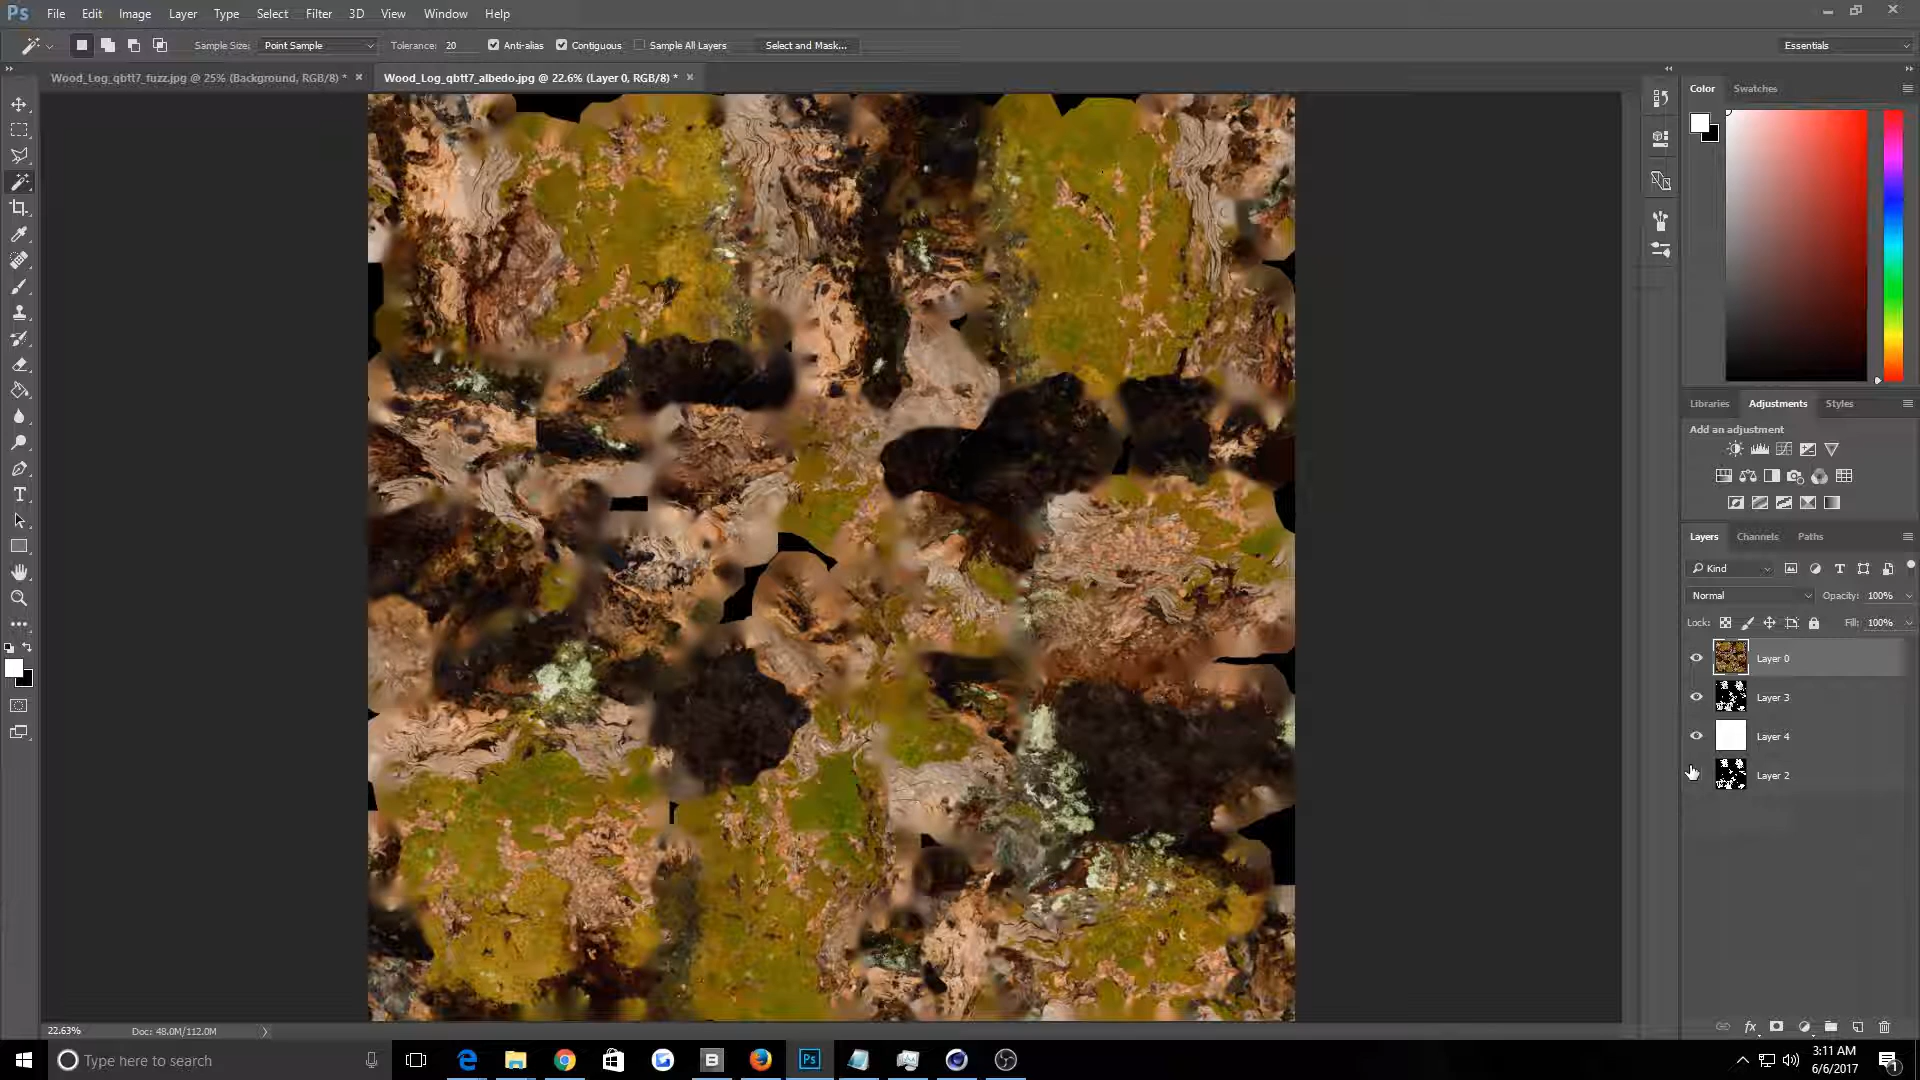 Ps File Edit Image Layer Type Select Filter 3D View Window Help
Sample Size: Point Sample Tolerance: 20 Anti-alias Contiguous Sample All Layers Select and Mask... Essentials
Wood_Log_qbtt7_fuzz.jpg @ 25% (Background, RGB/8) * × Wood_Log_qbtt7_albedo.jpg @ 22.6% (Layer 0, RGB/8) * ×
Color Swatches
Libraries Adjustments Styles
Add an adjustment
Layers Channels Paths
Kind
Normal Opacity: 100%
Lock: Fill: 100%
Layer 0
Layer 3
Layer 4
Layer 2
22.63% Doc: 48.0M/112.0M
Type here to search
3:11 AM
6/6/2017